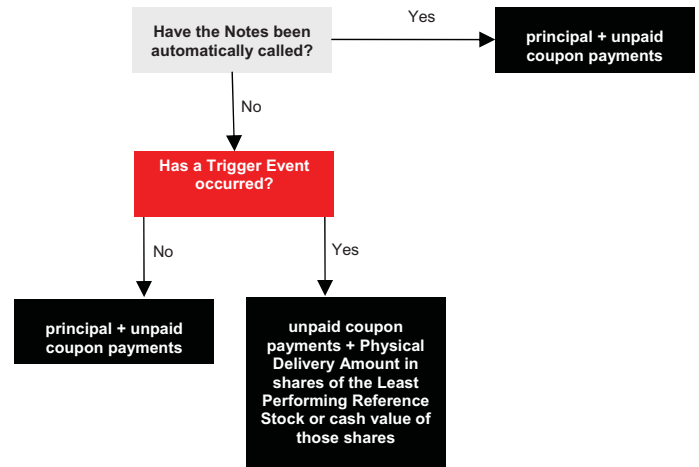 Have the Notes been
automatically called?
Yes
principal + unpaid
coupon payments
No
Has a Trigger Event
occurred?
No
Yes
principal + unpaid
coupon payments
unpaid coupon
payments + Physical
Delivery Amount in
shares of the Least
Performing Reference
Stock or cash value of
those shares